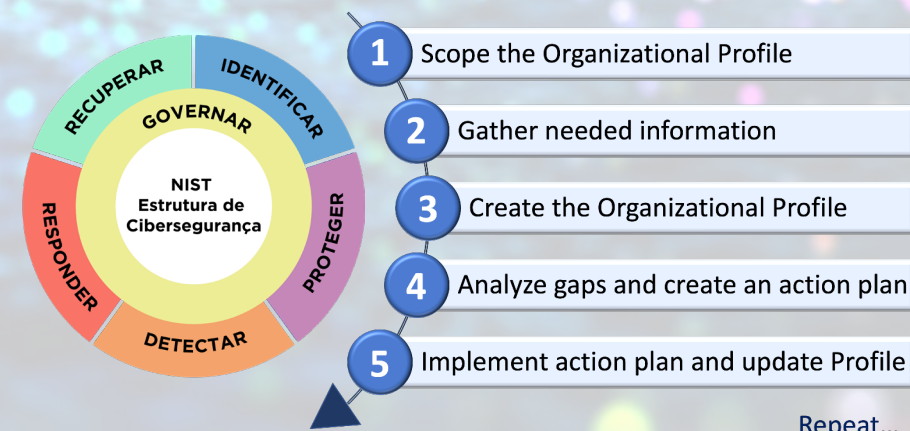 RECUPERAR
IDENTIFICAR
GOVERNAR
NIST
Estrutura de
Cibersegurança
RESPONDER
PROTEGER
DETECTAR
1 Scope the Organizational Profile
2 Gather needed information
3 Create the Organizational Profile
4 Analyze gaps and create an action plan
5 Implement action plan and update Profile
Repeat...